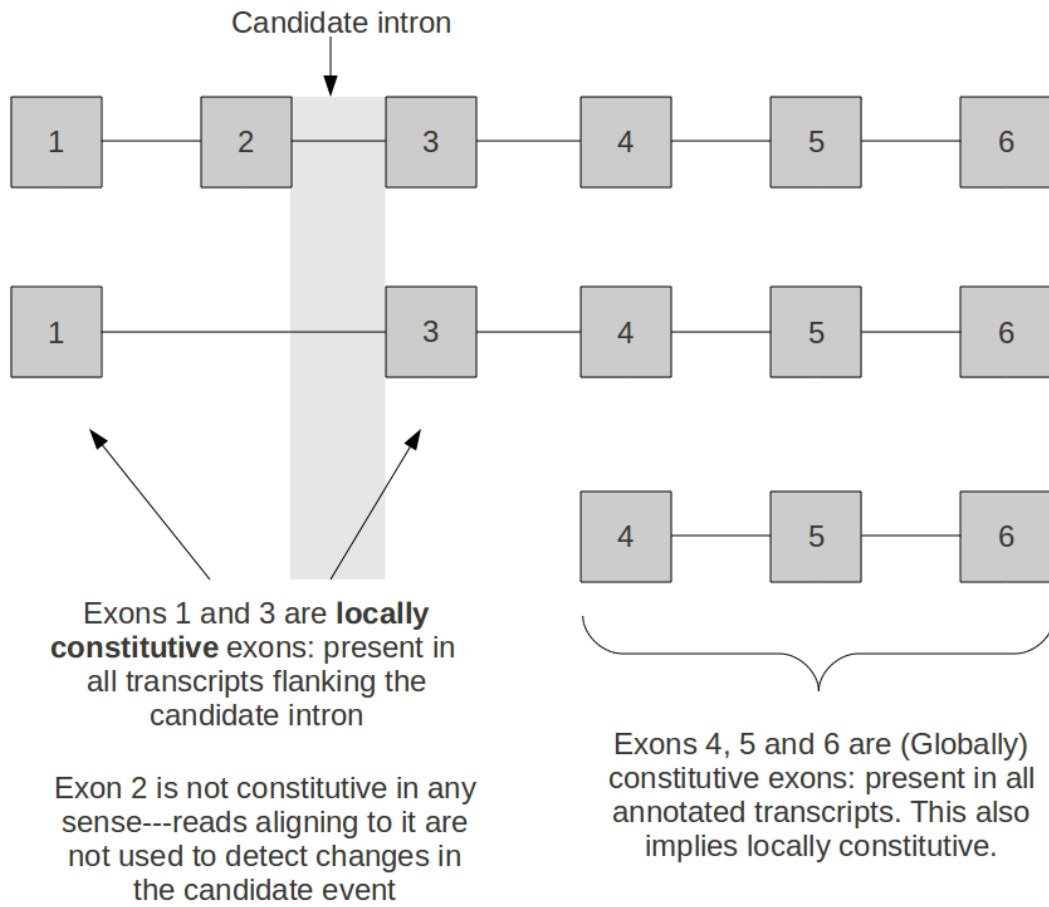 Candidate intron
1 2 3 4 5 6
1 3 4 5 6
4 5 6
Exons 1 and 3 are locally
constitutive exons: present in
all transcripts flanking the
candidate intron
Exon 2 is not constitutive in any
sense---reads aligning to it are
not used to detect changes in
the candidate event
Exons 4, 5 and 6 are (Globally)
constitutive exons: present in all
annotated transcripts. This also
implies locally constitutive.